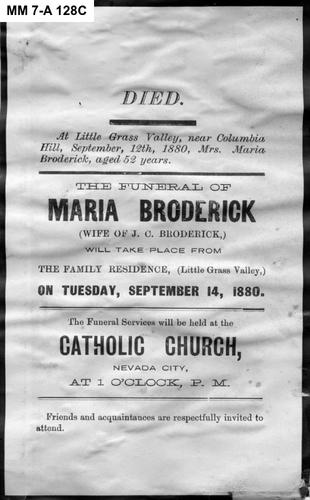 MM 7-A 128C
DIED.
At Little Grass Valley, near Columbia
Hill, September, 12th, 1880, Mrs. Maria
Broderick, aged 52 years.
THE FUNERAL OF
MARIA BRODERICK
(WIFE OF J. C. BRODERICK,)
WILL TAKE PLACE FROM
THE FAMILY RESIDENCE, (Little Grass Valley,)
ON TUESDAY, SEPTEMBER 14, 1880.
The Funeral Services will be held at the
CATHOLIC CHURCH,
NEVADA CITY,
AT 1 O'CLOCK, P. M.
Friends and acquaintances are respectfully invited to
attend.